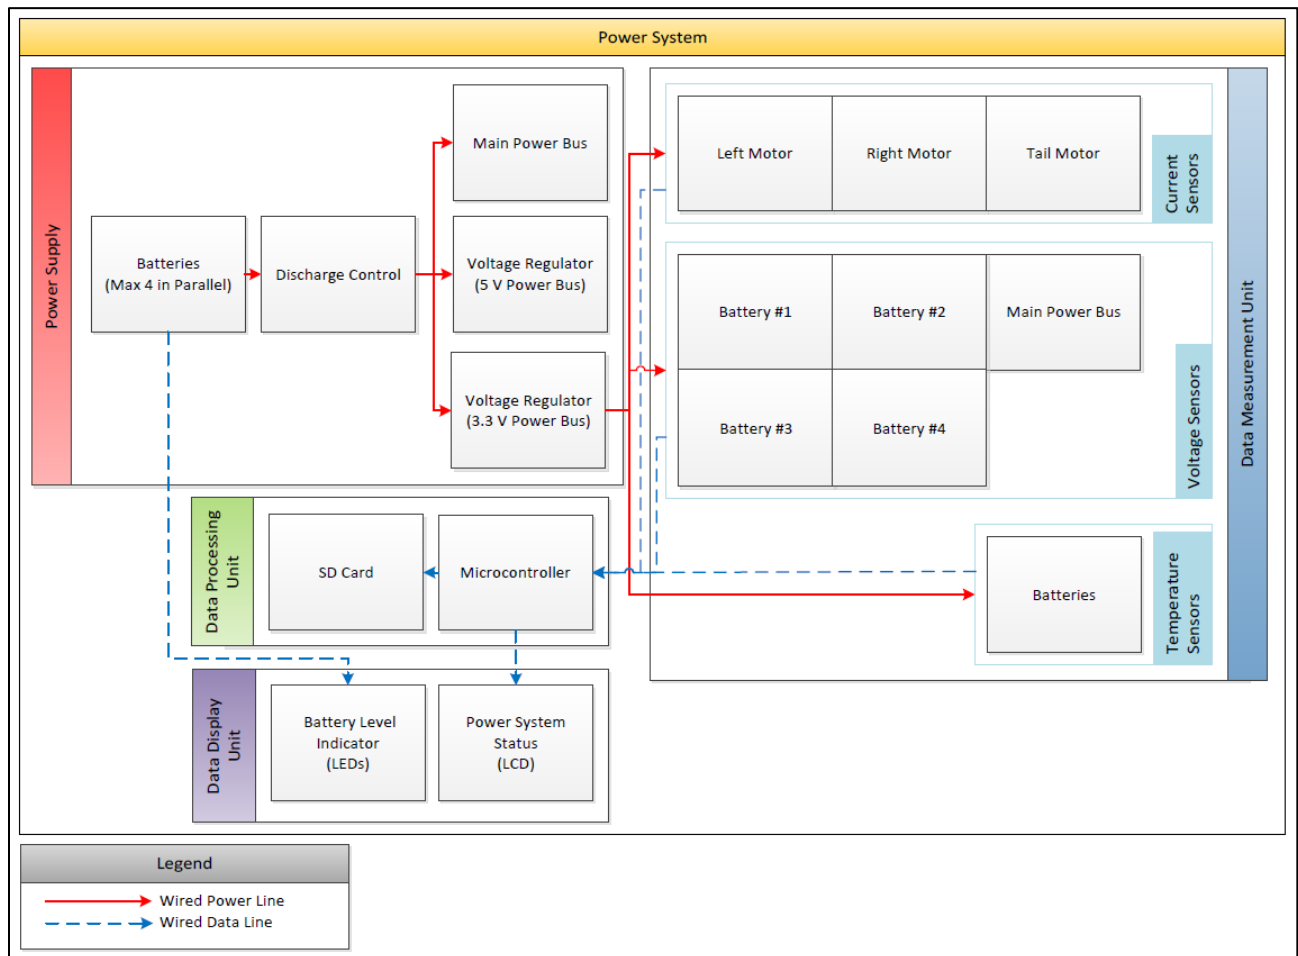 Power System
Power Supply
Batteries
(Max 4 in Parallel)
Discharge Control
Main Power Bus
Voltage Regulator
(5 V Power Bus)
Voltage Regulator
(3.3 V Power Bus)
Left Motor
Right Motor
Tail Motor
Current
Sensors
Battery #1
Battery #2
Main Power Bus
Battery #3
Battery #4
Voltage Sensors
Batteries
Temperature
Sensors
Data Measurement Unit
Data Processing
Unit
SD Card
Microcontroller
Data Display
Unit
Battery Level
Indicator
(LEDs)
Power System
Status
(LCD)
Legend
Wired Power Line
Wired Data Line